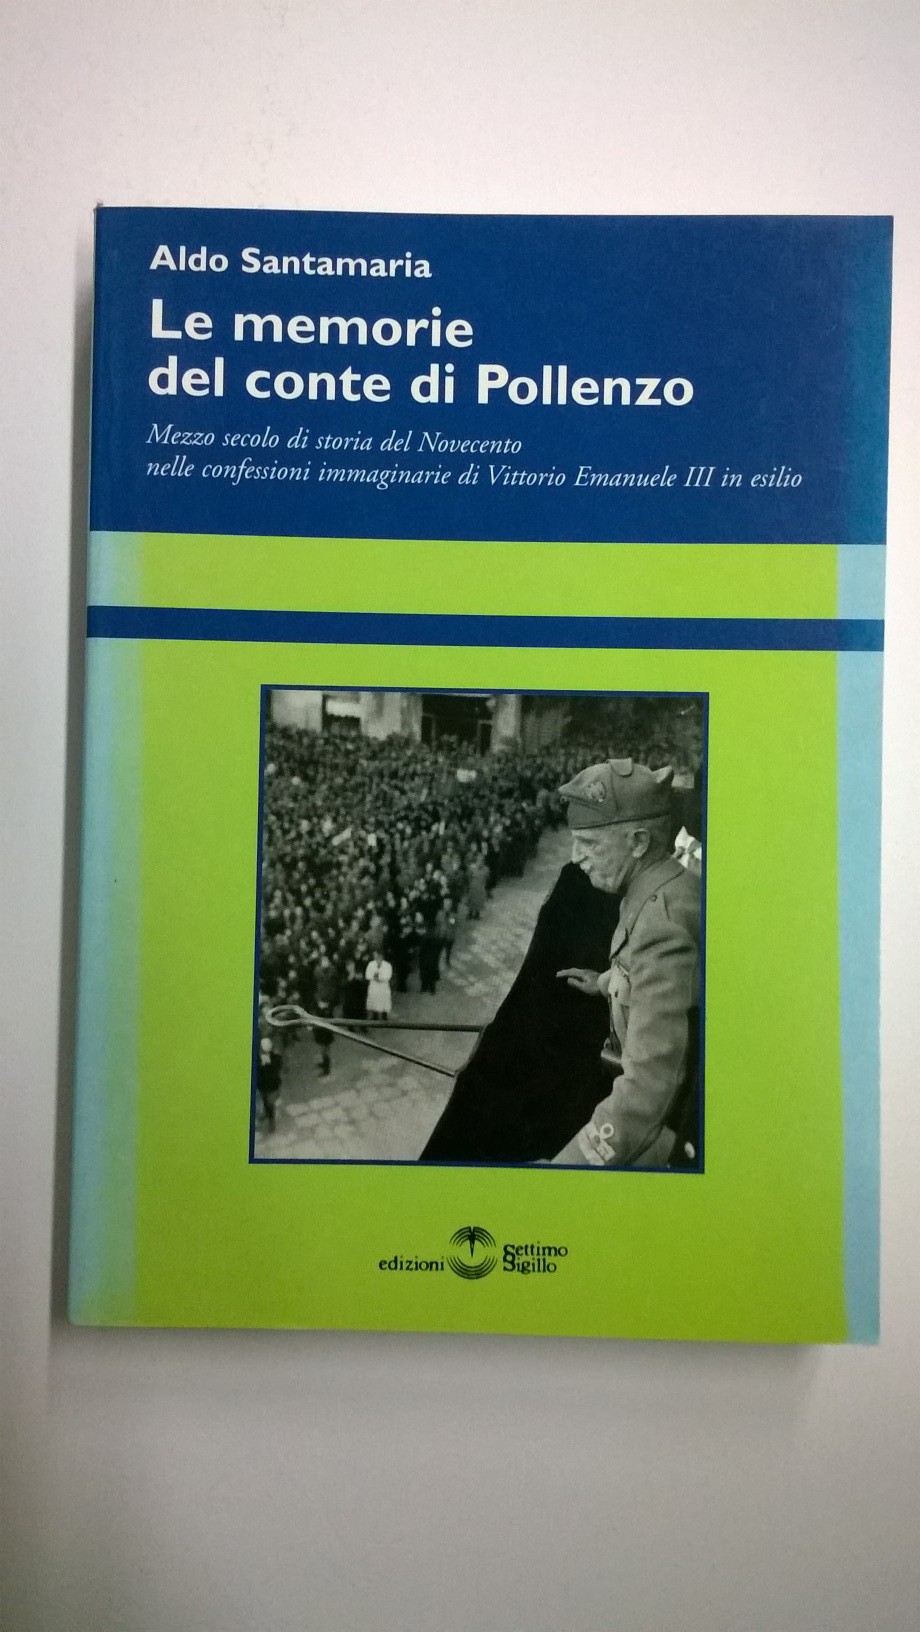 Aldo Santamaria
Le memorie
del conte di Pollenzo
Mezzo secolo di storia del Novecento
nelle confessioni immaginarie di Vittorio Emanuele III in esilio
edizioni Settimo
Sigillo